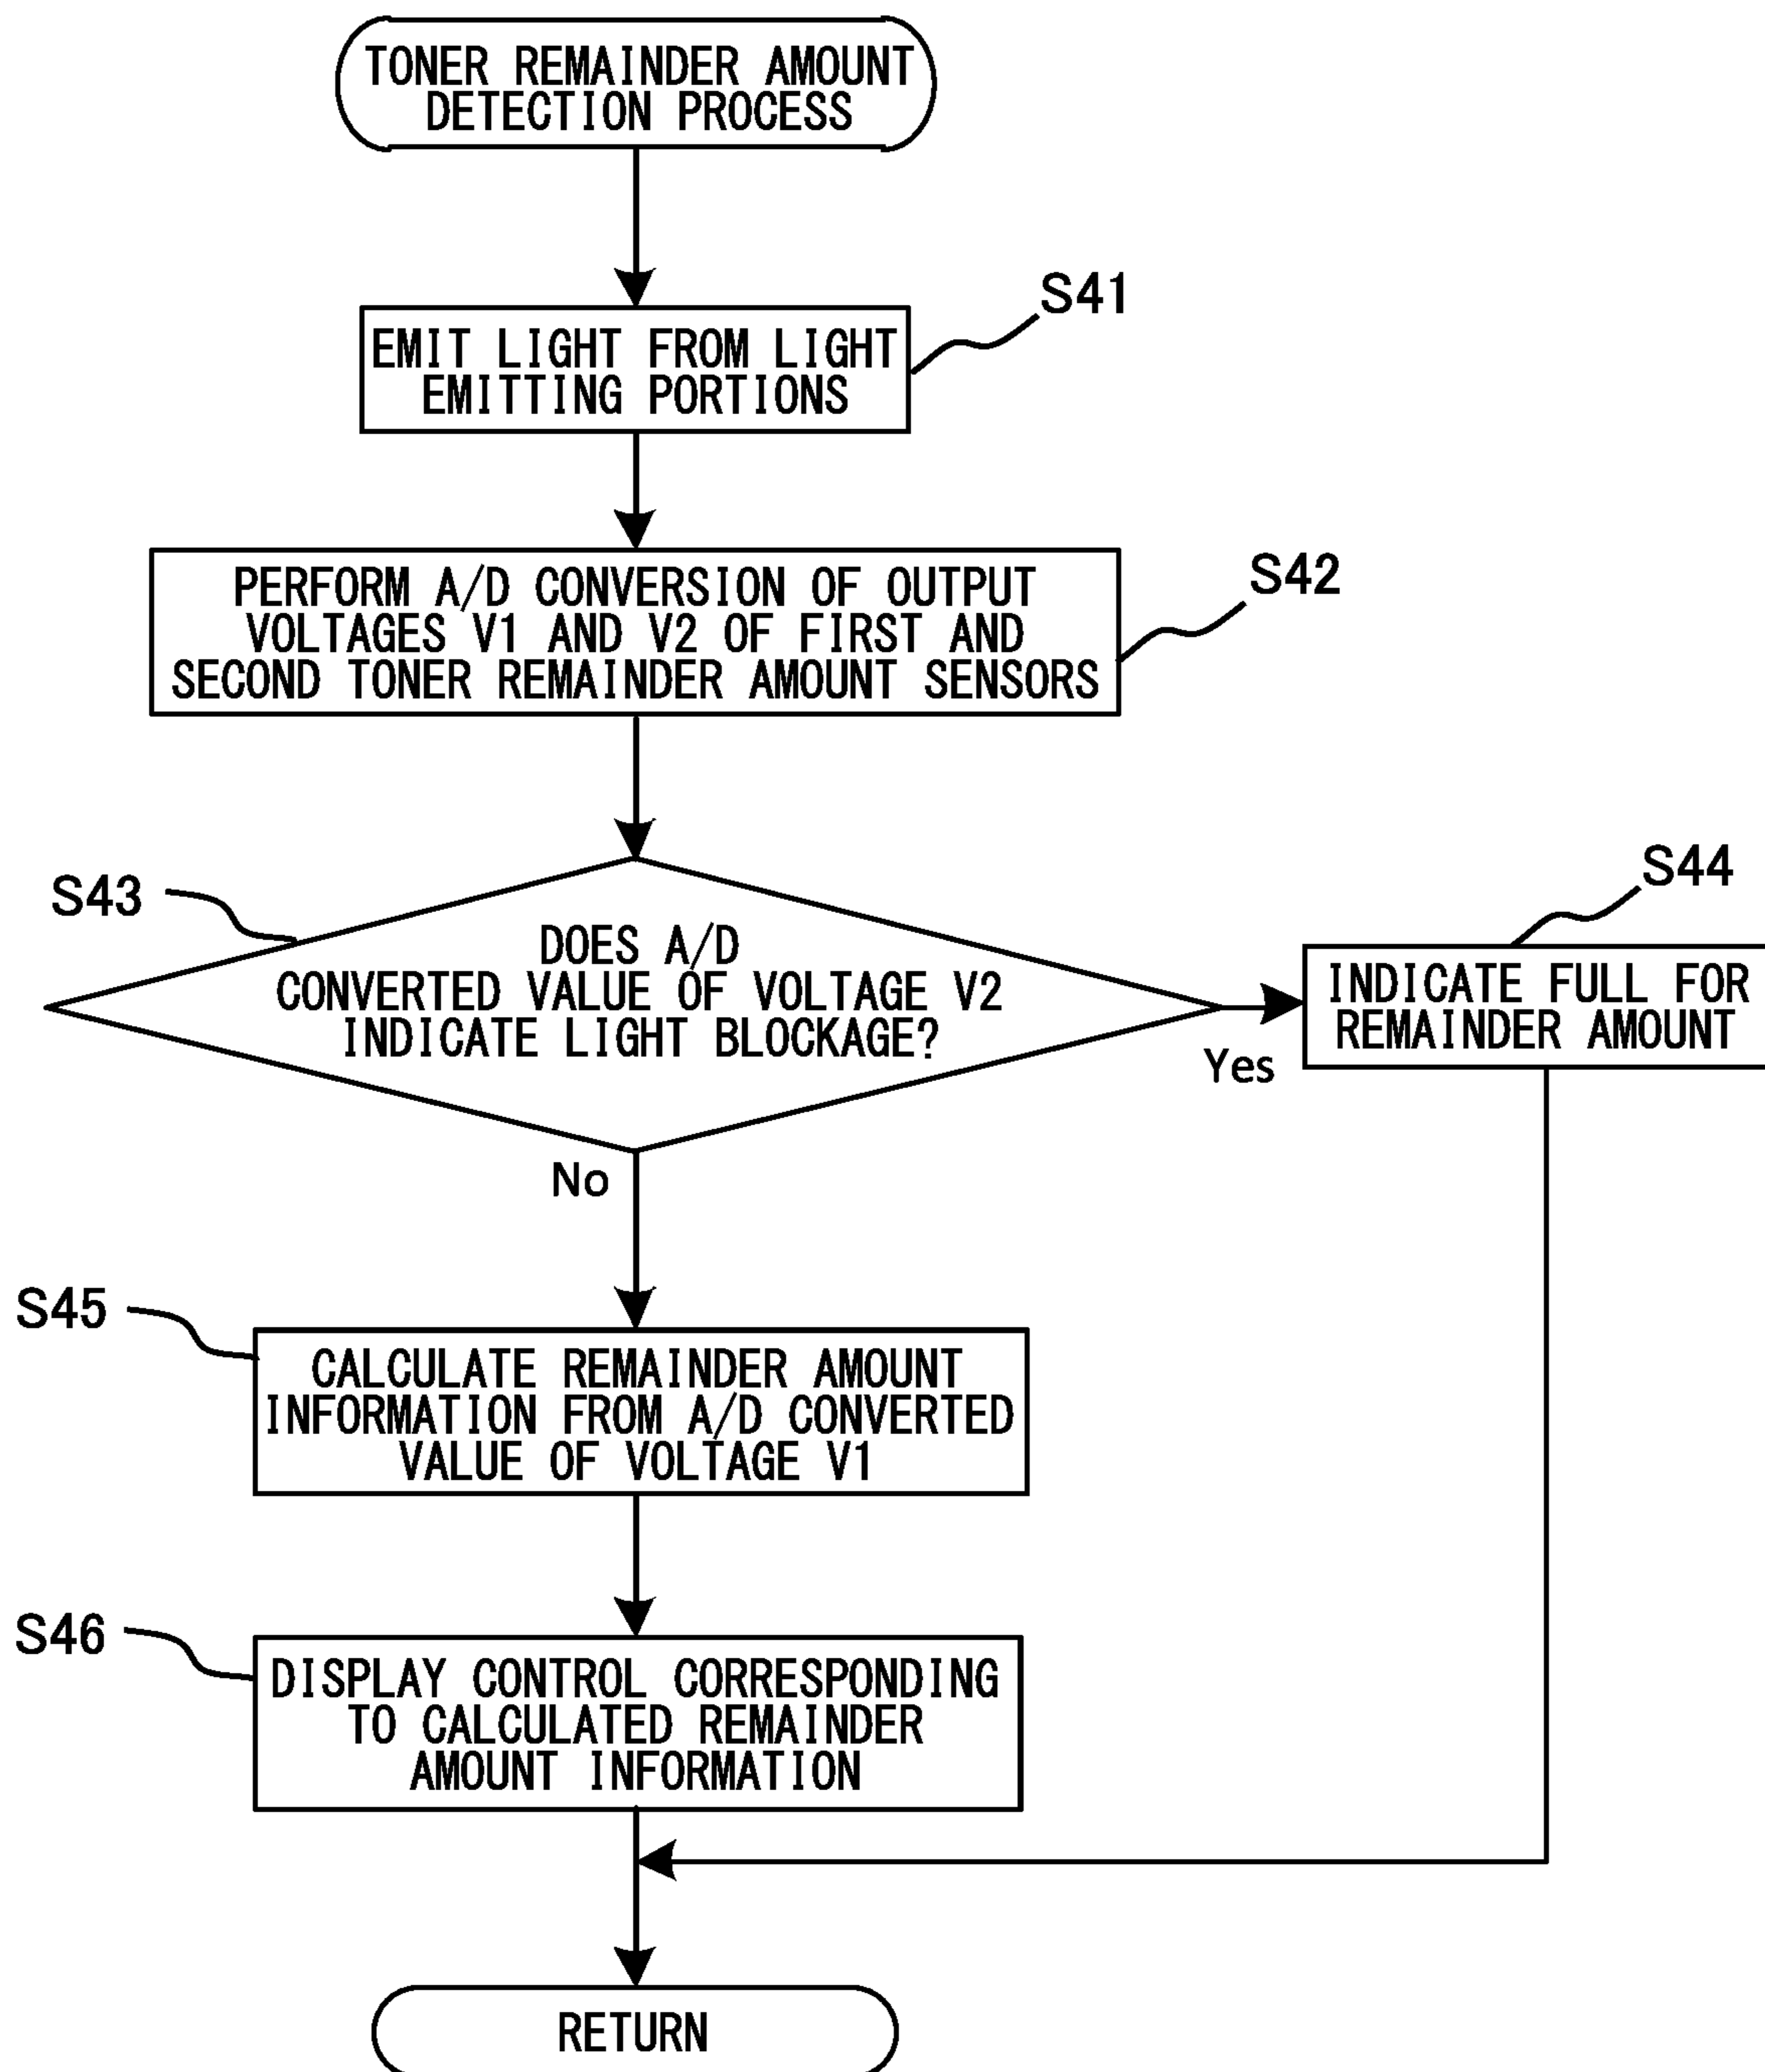 TONER REMAINDER AMOUNT
DETECTION PROCESS
S41
EMIT LIGHT FROM LIGHT
EMITTING PORTIONS
S42
PERFORM A/D CONVERSION OF OUTPUT
VOLTAGES V1 AND V2 OF FIRST AND
SECOND TONER REMAINDER AMOUNT SENSORS
S43
DOES A/D
CONVERTED VALUE OF VOLTAGE V2
INDICATE LIGHT BLOCKAGE?
Yes
S44
INDICATE FULL FOR
REMAINDER AMOUNT
No
S45
CALCULATE REMAINDER AMOUNT
INFORMATION FROM A/D CONVERTED
VALUE OF VOLTAGE V1
S46
DISPLAY CONTROL CORRESPONDING
TO CALCULATED REMAINDER
AMOUNT INFORMATION
RETURN